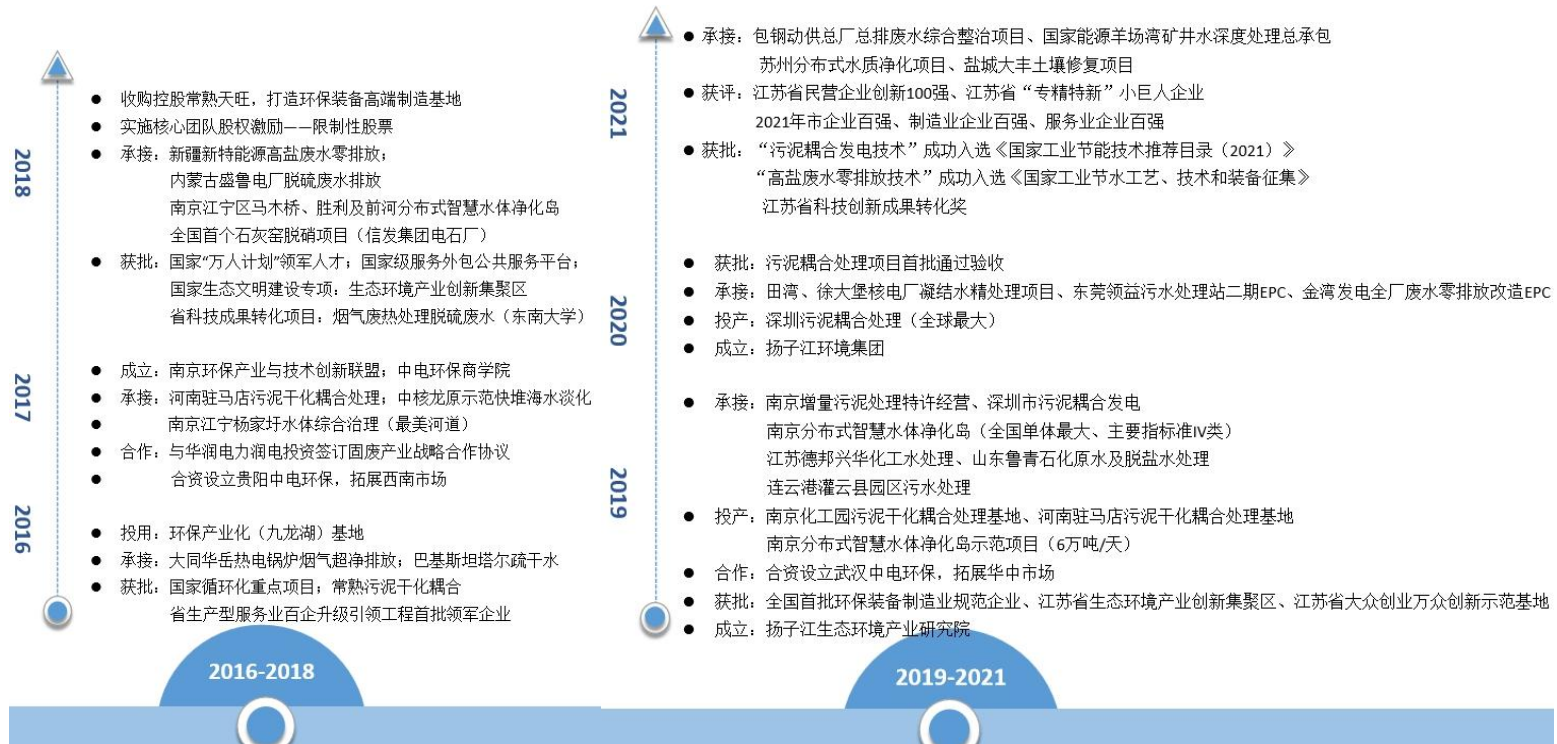 2018
● 收购控股常熟天旺，打造环保装备高端制造基地
● 实施核心团队股权激励——限制性股票
● 承接：新疆新特能源高盐废水零排放；
内蒙古盛鲁电厂脱硫废水排放
南京江宁区马木桥、胜利及前河分布式智慧水体净化岛
全国首个石灰窑脱硝项目（信发集团电石厂）
● 获批：国家“万人计划”领军人才；国家级服务外包公共服务平台；
国家生态文明建设专项：生态环境产业创新集聚区
省科技成果转化项目：烟气废热处理脱硫废水（东南大学）
2017
● 成立：南京环保产业与技术创新联盟；中电环保商学院
● 承接：河南驻马店污泥干化耦合处理；中核龙原示范快堆海水淡化
● 南京江宁杨家圩水体综合治理（最美河道）
● 合作：与华润电力润电投资签订固废产业战略合作协议
● 合资设立贵阳中电环保，拓展西南市场
2016
● 投用：环保产业化（九龙湖）基地
● 承接：大同华岳热电锅炉烟气超净排放；巴基斯坦塔尔疏干水
● 获批：国家循环化重点项目；常熟污泥干化耦合
省生产型服务业百企升级引领工程首批领军企业
2016-2018
2021
● 承接：包钢动供总厂总排废水综合整治项目、国家能源羊场湾矿井水深度处理总承包
苏州分布式水质净化项目、盐城大丰土壤修复项目
● 获评：江苏省民营企业创新100强、江苏省“专精特新”小巨人企业
2021年市企业百强、制造业企业百强、服务业企业百强
● 获批：“污泥耦合发电技术”成功入选《国家工业节能技术推荐目录（2021）》
“高盐废水零排放技术”成功入选《国家工业节水工艺、技术和装备征集》
江苏省科技创新成果转化奖
2020
● 获批：污泥耦合处理项目首批通过验收
● 承接：田湾、徐大堡核电厂凝结水精处理项目、东莞领益污水处理站二期EPC、金湾发电全厂废水零排放改造EPC
● 投产：深圳污泥耦合处理（全球最大）
● 成立：扬子江环境集团
2019
● 承接：南京增量污泥处理特许经营、深圳市污泥耦合发电
南京分布式智慧水体净化岛（全国单体最大、主要指标准IV类）
江苏德邦兴华化工水处理、山东鲁青石化原水及脱盐水处理
连云港灌云县园区污水处理
● 投产：南京化工园污泥干化耦合处理基地、河南驻马店污泥干化耦合处理基地
南京分布式智慧水体净化岛示范项目（6万吨/天）
● 合作：合资设立武汉中电环保，拓展华中市场
● 获批：全国首批环保装备制造业规范企业、江苏省生态环境产业创新集聚区、江苏省大众创业万众创新示范基地
● 成立：扬子江生态环境产业研究院
2019-2021